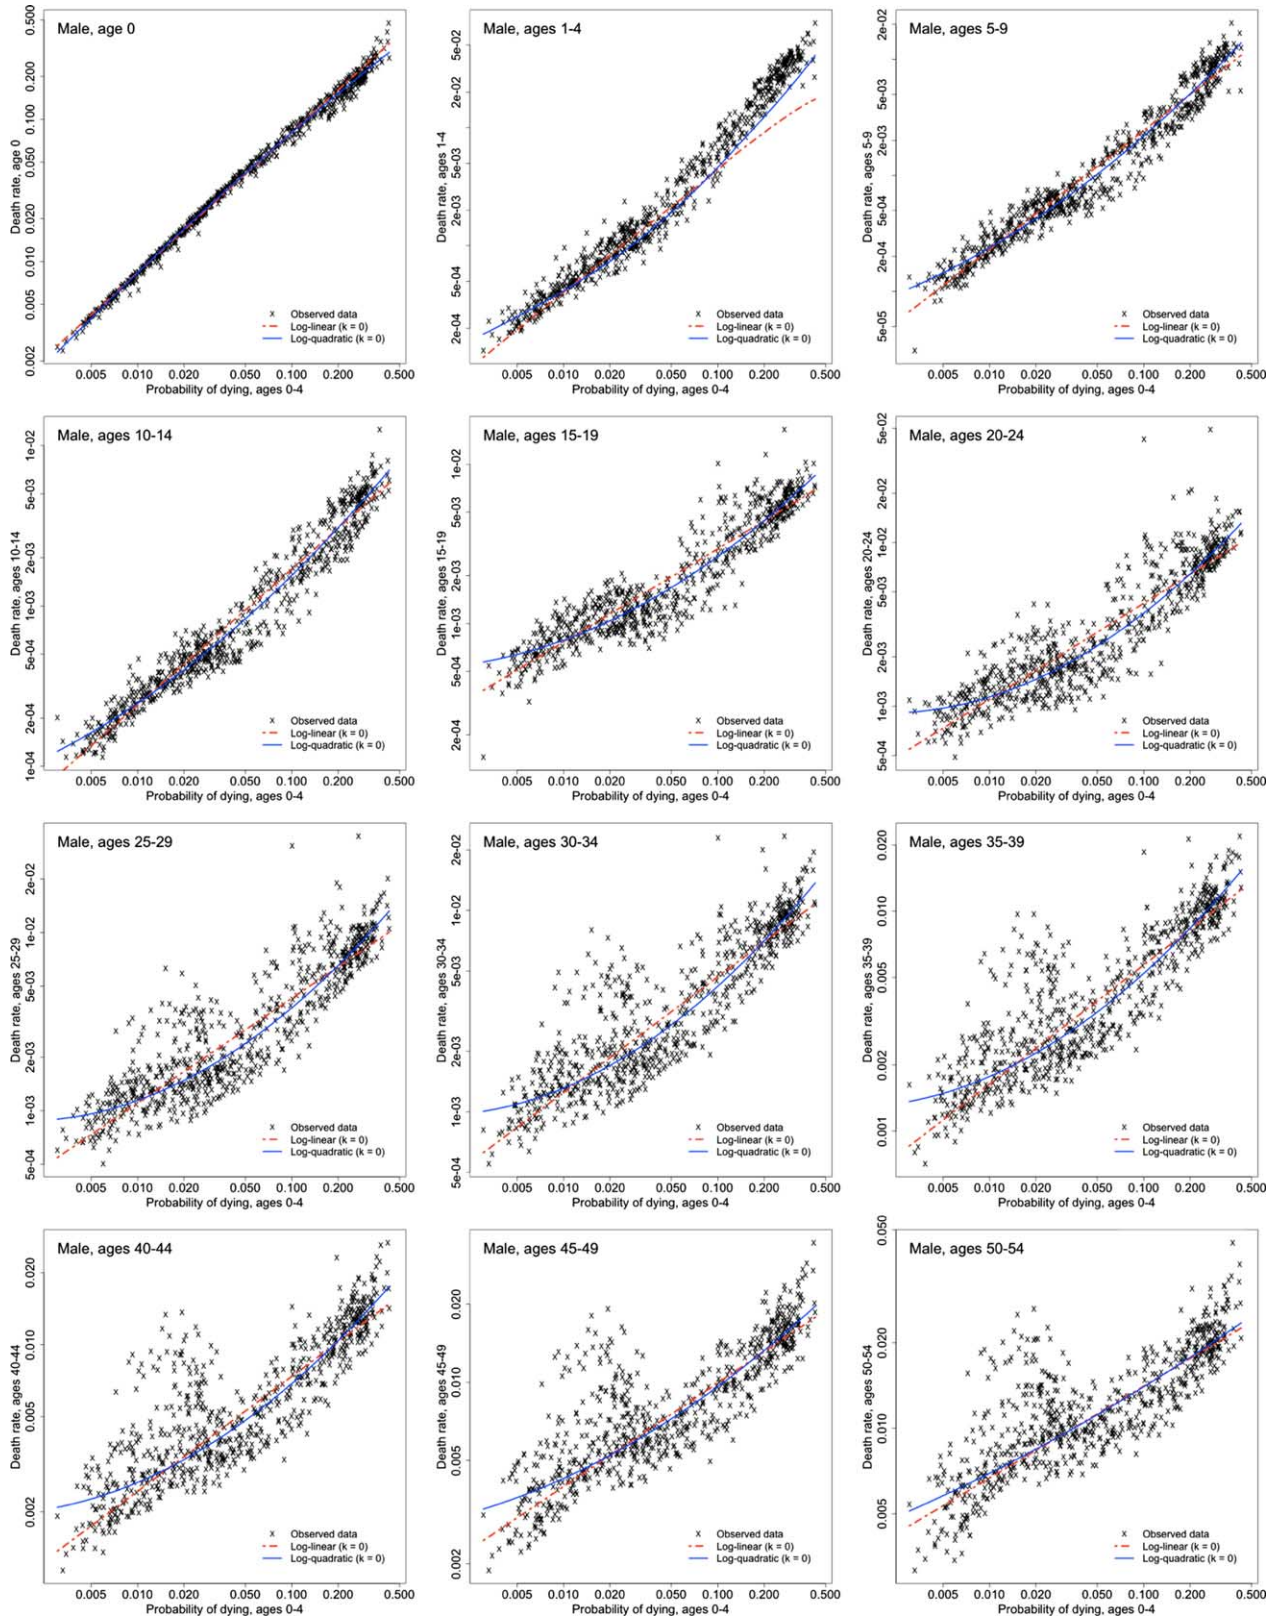 Male, age 0
Death rate, age 0
0.500
0.200
0.100
0.050
0.020
0.010
0.005
0.002
Observed data
Log-linear (k = 0)
Log-quadratic (k = 0)
0.005 0.010 0.020 0.050 0.100 0.200 0.500
Probability of dying, ages 0-4
Male, ages 1-4
Death rate, ages 1-4
5e-02
2e-02
5e-03
2e-03
5e-04
2e-04
Observed data
Log-linear (k = 0)
Log-quadratic (k = 0)
0.005 0.010 0.020 0.050 0.100 0.200 0.500
Probability of dying, ages 0-4
Male, ages 5-9
Death rate, ages 5-9
2e-02
5e-03
2e-03
5e-04
2e-04
5e-05
Observed data
Log-linear (k = 0)
Log-quadratic (k = 0)
0.005 0.010 0.020 0.050 0.100 0.200 0.500
Probability of dying, ages 0-4
Male, ages 10-14
Death rate, ages 10-14
1e-02
5e-03
2e-03
1e-03
5e-04
2e-04
1e-04
Observed data
Log-linear (k = 0)
Log-quadratic (k = 0)
0.005 0.010 0.020 0.050 0.100 0.200 0.500
Probability of dying, ages 0-4
Male, ages 15-19
Death rate, ages 15-19
1e-02
5e-03
2e-03
1e-03
5e-04
2e-04
Observed data
Log-linear (k = 0)
Log-quadratic (k = 0)
0.005 0.010 0.020 0.050 0.100 0.200 0.500
Probability of dying, ages 0-4
Male, ages 20-24
Death rate, ages 20-24
5e-02
2e-02
1e-02
5e-03
2e-03
1e-03
5e-04
Observed data
Log-linear (k = 0)
Log-quadratic (k = 0)
0.005 0.010 0.020 0.050 0.100 0.200 0.500
Probability of dying, ages 0-4
Male, ages 25-29
Death rate, ages 25-29
2e-02
1e-02
5e-03
2e-03
1e-03
5e-04
Observed data
Log-linear (k = 0)
Log-quadratic (k = 0)
0.005 0.010 0.020 0.050 0.100 0.200 0.500
Probability of dying, ages 0-4
Male, ages 30-34
Death rate, ages 30-34
2e-02
1e-02
5e-03
2e-03
1e-03
5e-04
Observed data
Log-linear (k = 0)
Log-quadratic (k = 0)
0.005 0.010 0.020 0.050 0.100 0.200 0.500
Probability of dying, ages 0-4
Male, ages 35-39
Death rate, ages 35-39
0.020
0.010
0.005
0.002
0.001
Observed data
Log-linear (k = 0)
Log-quadratic (k = 0)
0.005 0.010 0.020 0.050 0.100 0.200 0.500
Probability of dying, ages 0-4
Male, ages 40-44
Death rate, ages 40-44
0.020
0.010
0.005
0.002
Observed data
Log-linear (k = 0)
Log-quadratic (k = 0)
0.005 0.010 0.020 0.050 0.100 0.200 0.500
Probability of dying, ages 0-4
Male, ages 45-49
Death rate, ages 45-49
0.020
0.010
0.005
0.002
Observed data
Log-linear (k = 0)
Log-quadratic (k = 0)
0.005 0.010 0.020 0.050 0.100 0.200 0.500
Probability of dying, ages 0-4
Male, ages 50-54
Death rate, ages 50-54
0.050
0.020
0.010
0.005
Observed data
Log-linear (k = 0)
Log-quadratic (k = 0)
0.005 0.010 0.020 0.050 0.100 0.200 0.500
Probability of dying, ages 0-4